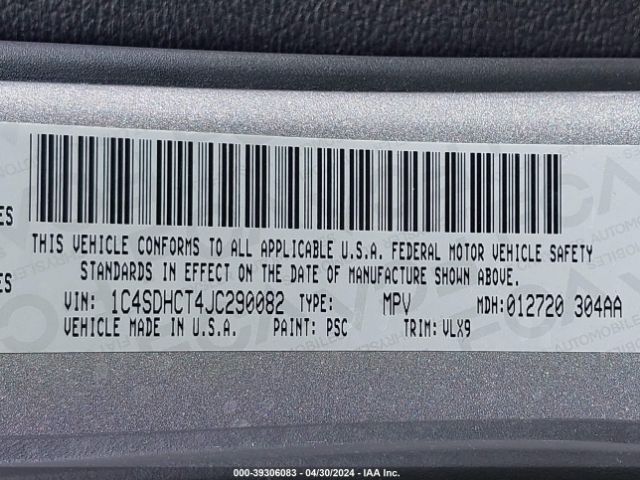 ES
THIS VEHICLE CONFORMS TO ALL APPLICABLE U.S.A. FEDERAL MOTOR VEHICLE SAFETY
STANDARDS IN EFFECT ON THE DATE OF MANUFACTURE SHOWN ABOVE.
ES
VIN: 1C4SDHCT4JC290082 TYPE: MPV MDH:012720 304AA
VEHICLE MADE IN U.S.A. PAINT: PSC TRIM:VLX9
000-39306083 - 04/30/2024 - IAA Inc.